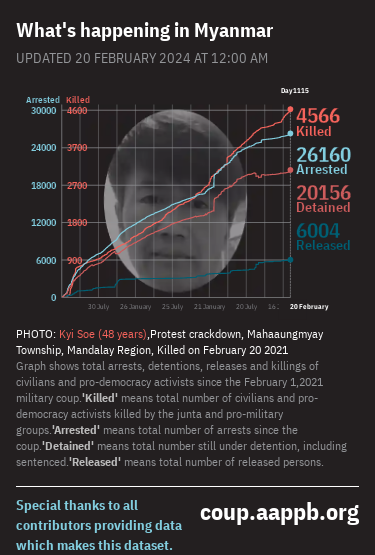 What's happening in Myanmar
UPDATED 20 FEBRUARY 2024 AT 12:00 AM
Day1115
Arrested Killed
30000 4600
4566
Killed
24000 3700
26160
Arrested
18000 2700
20156
Detained
12000 1800
6004
Released
6000 900
0
30 July 26 January 25 July 21 January 20 July 16 20 February
PHOTO: Kyi Soe (48 years),Protest crackdown, Mahaaungmyay
Township, Mandalay Region, Killed on February 20 2021
Graph shows total arrests, detentions, releases and killings of
civilians and pro-democracy activists since the February 1,2021
military coup.'Killed' means total number of civilians and pro-
democracy activists killed by the junta and pro-military
groups.'Arrested' means total number of arrests since the
coup.'Detained' means total number still under detention, including
sentenced.'Released' means total number of released persons.
Special thanks to all
contributors providing data
which makes this dataset.
coup.aappb.org